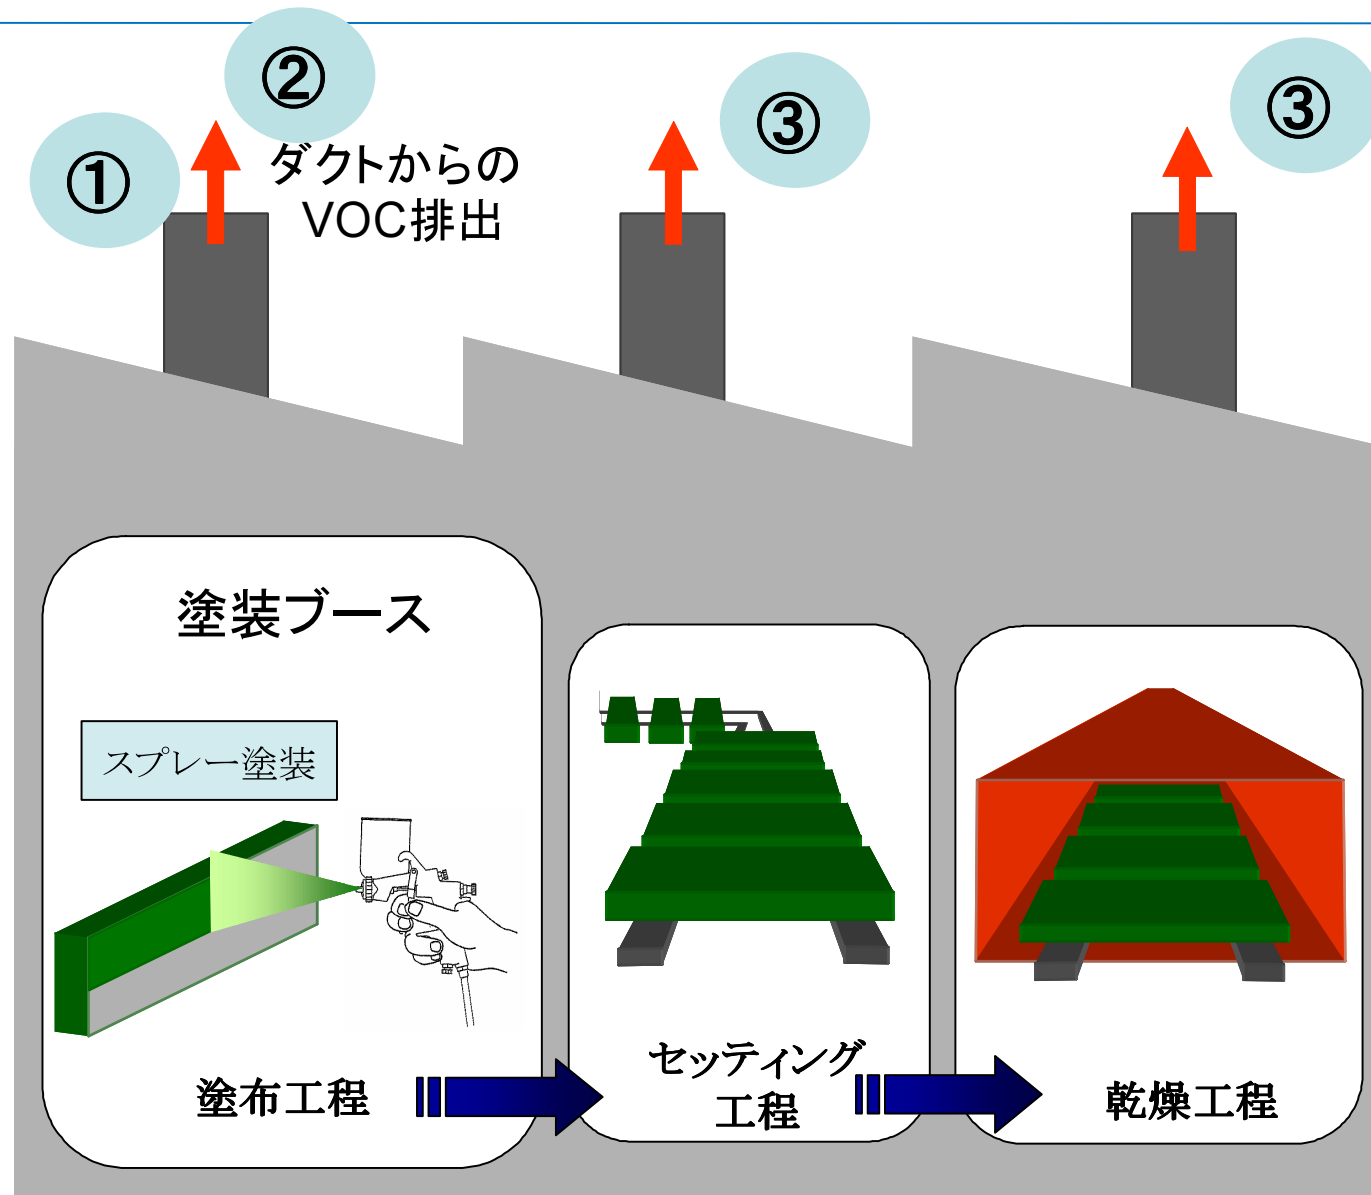 ②
①
ダクトからの
VOC排出
③
③
塗装ブース
スプレー塗装
塗布工程
セッティング
工程
乾燥工程